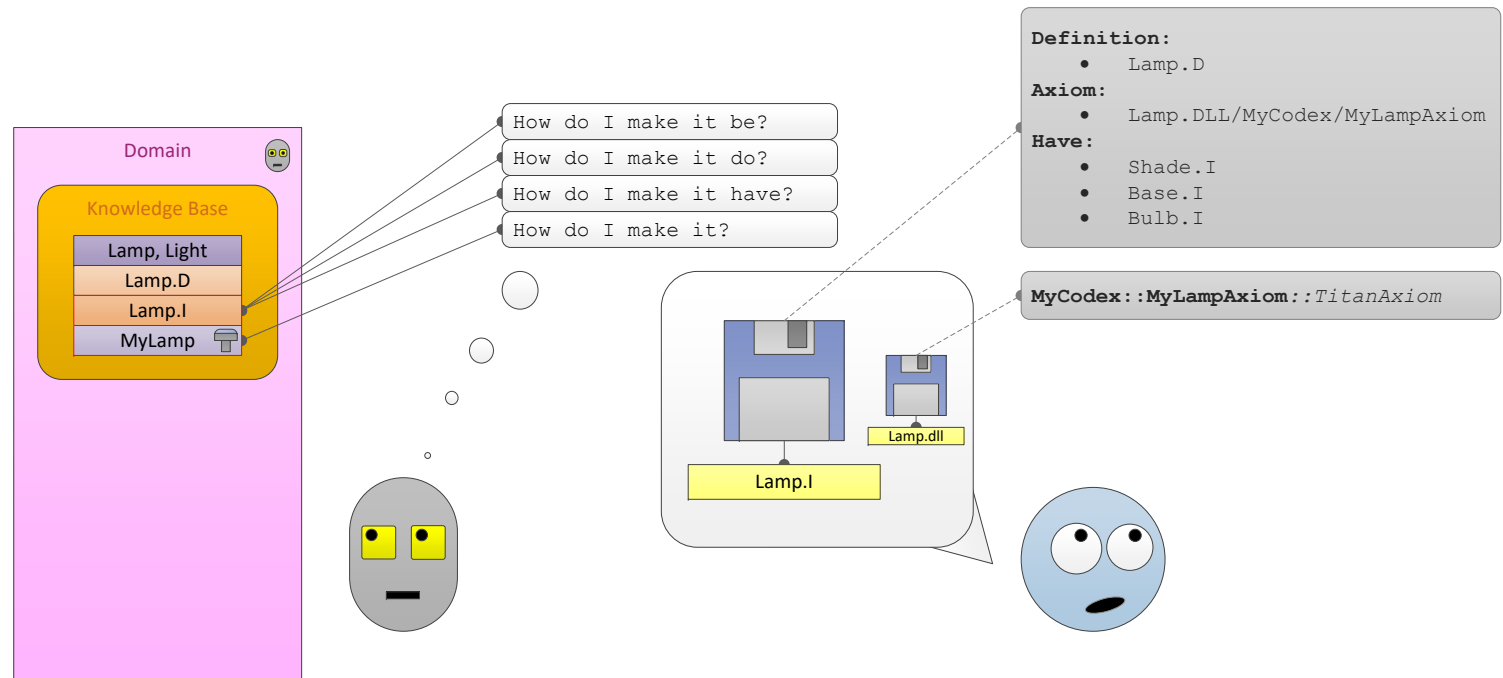 Domain
Knowledge Base
Lamp, Light
Lamp.D
Lamp.I
MyLamp
How do I make it be?
How do I make it do?
How do I make it have?
How do I make it?
Lamp.I
Lamp.dll
Definition:
• Lamp.D
Axiom:
• Lamp.DLL/MyCodex/MyLampAxiom
Have:
• Shade.I
• Base.I
• Bulb.I
MyCodex::MyLampAxiom::TitanAxiom